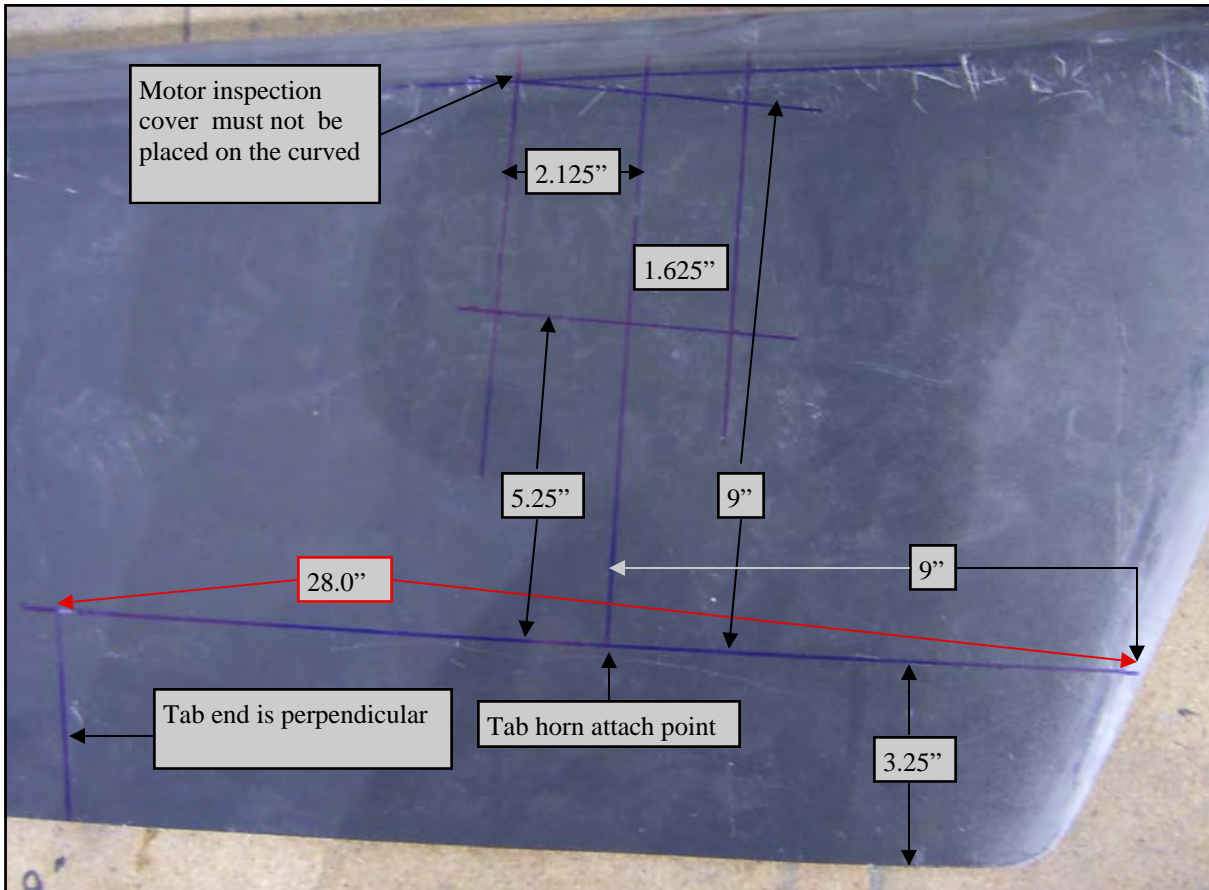 Motor inspection
cover must not be
placed on the curved
2.125”
1.625”
5.25”
9”
9”
28.0”
Tab end is perpendicular
Tab horn attach point
3.25”
9'